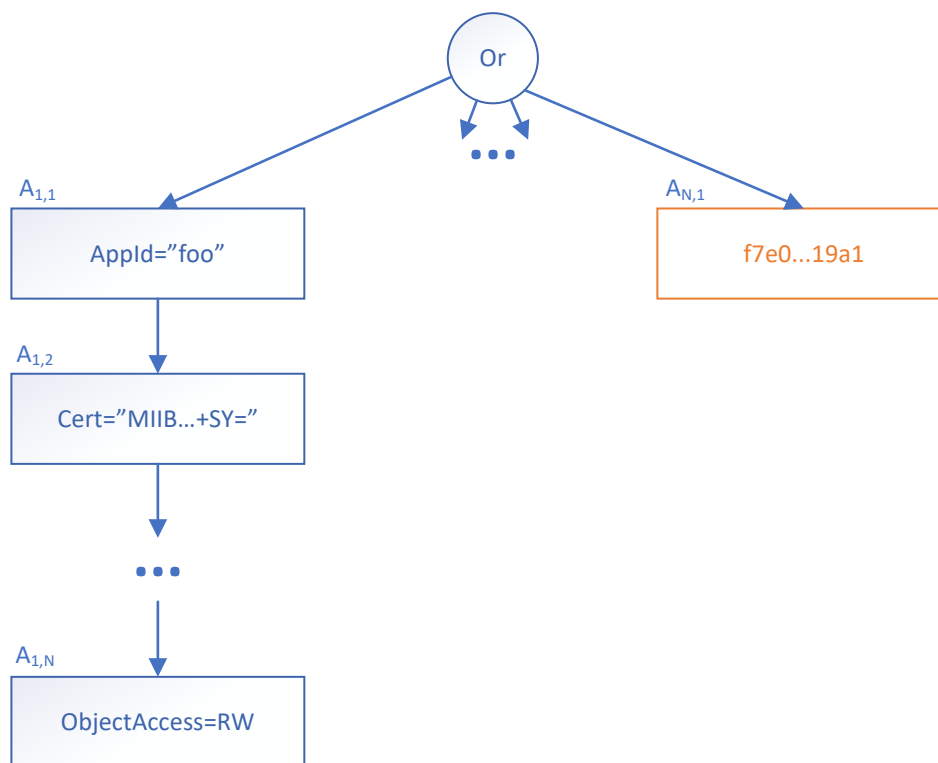 Or
...
A1,1
AN,1
AppId=”foo”
f7e0...19a1
A1,2
Cert=”MIIB...+SY=”
...
A1,N
ObjectAccess=RW